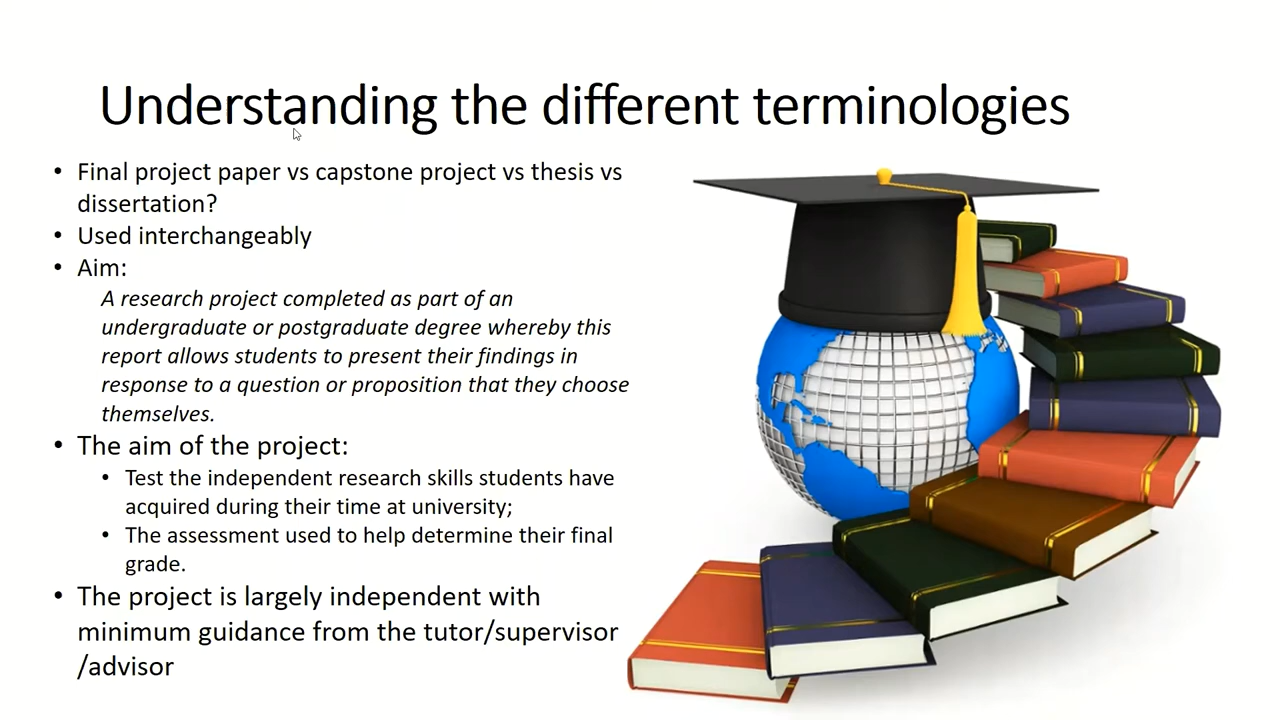 Understanding the different terminologies
• Final project paper vs capstone project vs thesis vs
dissertation?
• Used interchangeably
• Aim:
A research project completed as part of an
undergraduate or postgraduate degree whereby this
report allows students to present their findings in
response to a question or proposition that they choose
themselves.
• The aim of the project:
• Test the independent research skills students have
acquired during their time at university;
• The assessment used to help determine their final
grade.
• The project is largely independent with
minimum guidance from the tutor/supervisor
/advisor